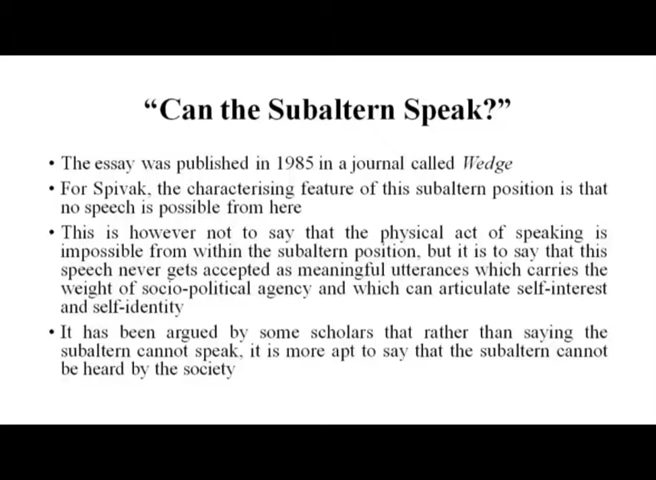 “Can the Subaltern Speak?”
• The essay was published in 1985 in a journal called Wedge
• For Spivak, the characterising feature of this subaltern position is that
no speech is possible from here
• This is however not to say that the physical act of speaking is
impossible from within the subaltern position, but it is to say that this
speech never gets accepted as meaningful utterances which carries the
weight of socio-political agency and which can articulate self-interest
and self-identity
• It has been argued by some scholars that rather than saying the
subaltern cannot speak, it is more apt to say that the subaltern cannot
be heard by the society